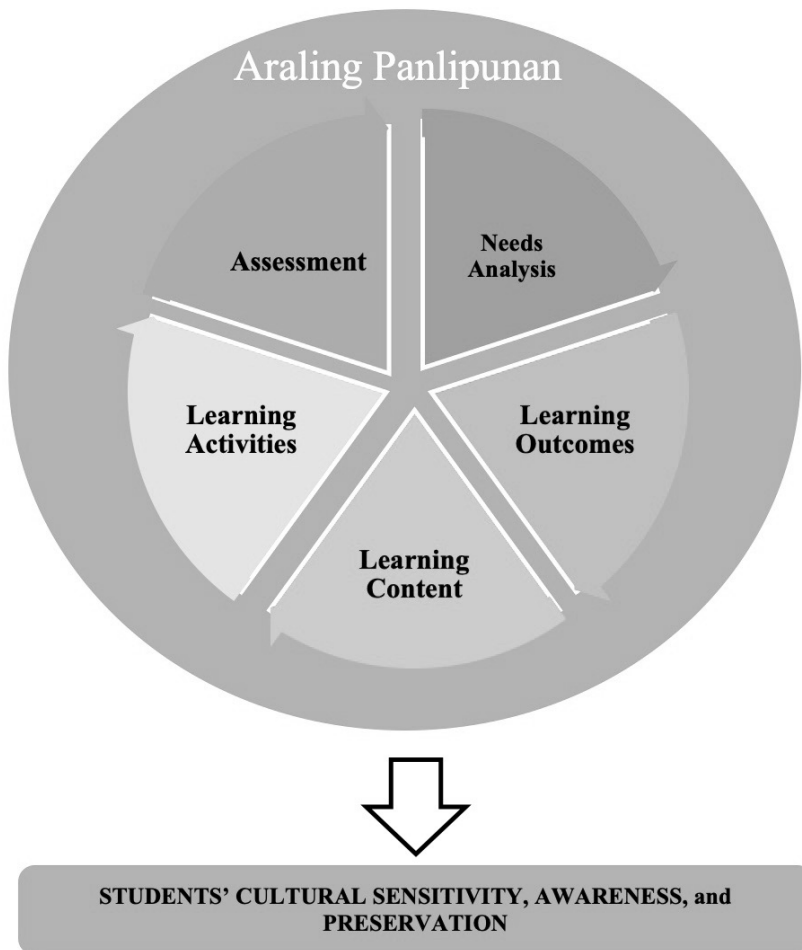 Araling Panlipunan
Assessment
Needs
Analysis
Learning
Activities
Learning
Outcomes
Learning
Content
STUDENTS’ CULTURAL SENSITIVITY, AWARENESS, and
PRESERVATION